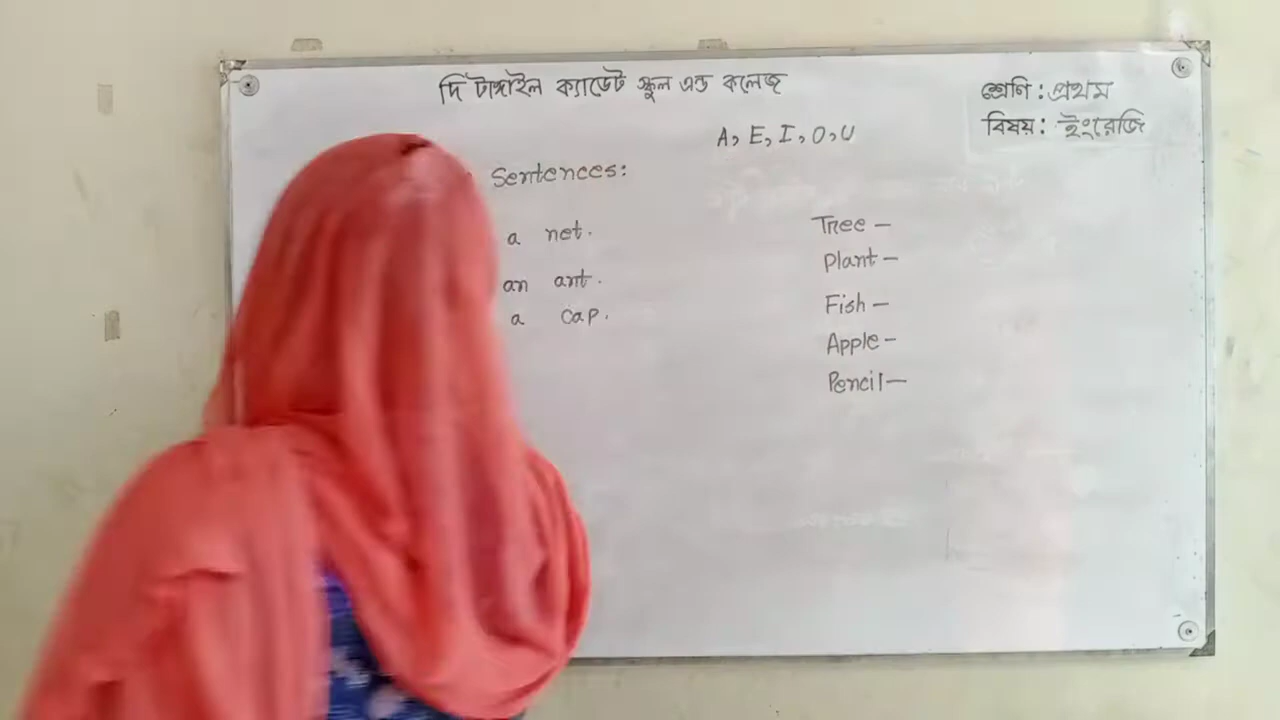 দি টাঙ্গাইল ক্যাডেট স্কুল এন্ড কলেজ
শ্রেণি : প্রথম
বিষয় : ইংরেজি
A, E, I, O, U
Sentences:
a net.
an ant.
a cap.
Tree –
Plant –
Fish –
Apple –
Pencil –